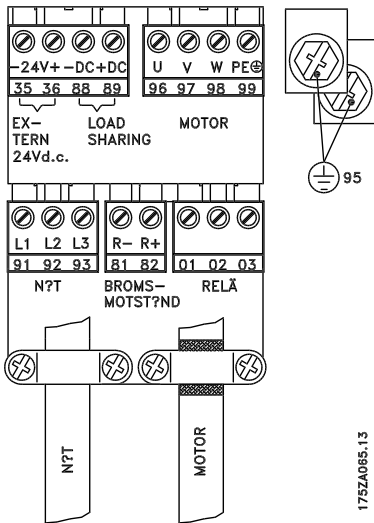 -24V+ -DC+DC
35 36 88 89
EX-
TERN
24Vd.c.
LOAD
SHARING
U V W PE
96 97 98 99
MOTOR
95
L1 L2 L3
91 92 93
N?T
R- R+
81 82
BROMS-
MOTST?ND
01 02 03
RELÄ
N?T
MOTOR
175ZA065.13